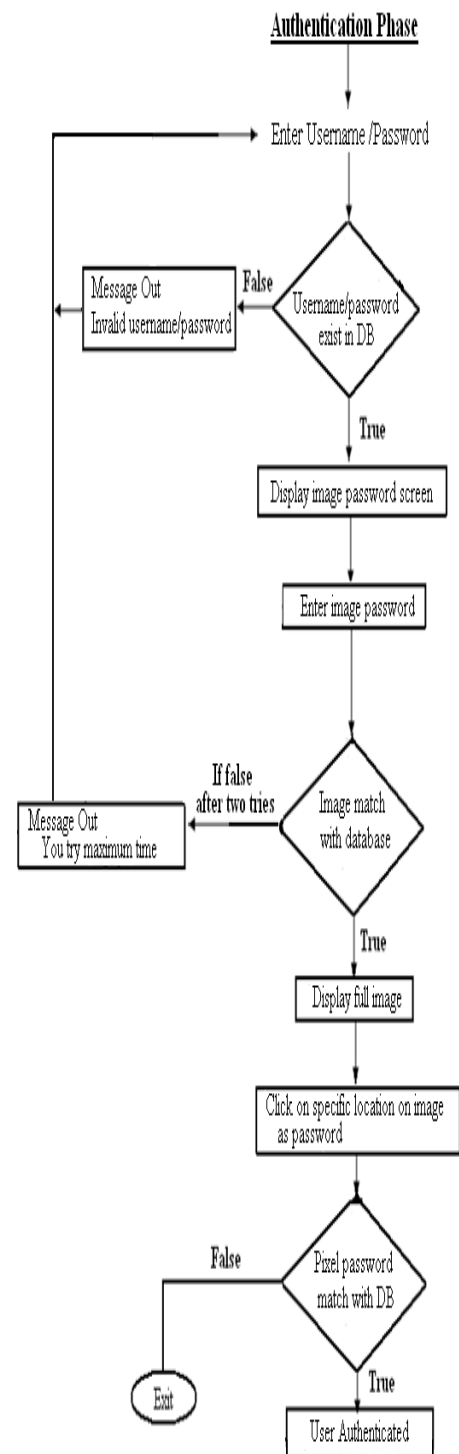 Authentication Phase
Enter Username /Password
False
Message Out
Invalid username/password
Username/password
exist in DB
True
Display image password screen
Enter image password
If false
after two tries
Image match
with database
Message Out
You try maximum time
True
Display full image
Click on specific location on image
as password
False
Pixel password
match with DB
True
Exit
User Authenticated